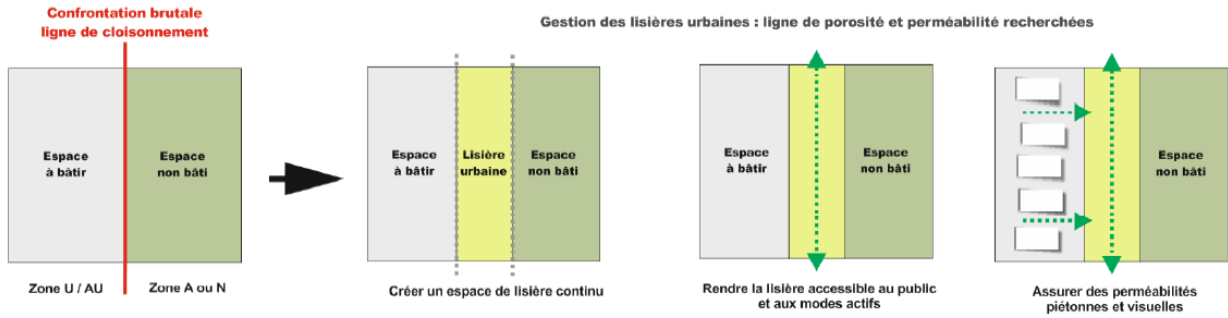 Confrontation brutale
ligne de cloisonnement
Gestion des lisières urbaines : ligne de porosité et perméabilité recherchées
Espace
à bâtir
Espace
non bâti
Zone U / AU
Zone A ou N
Espace
à bâtir
Lisière
urbaine
Espace
non bâti
Créer un espace de lisière continu
Espace
à bâtir
Espace
non bâti
Rendre la lisière accessible au public
et aux modes actifs
Espace
non bâti
Assurer des perméabilités
piétonnes et visuelles